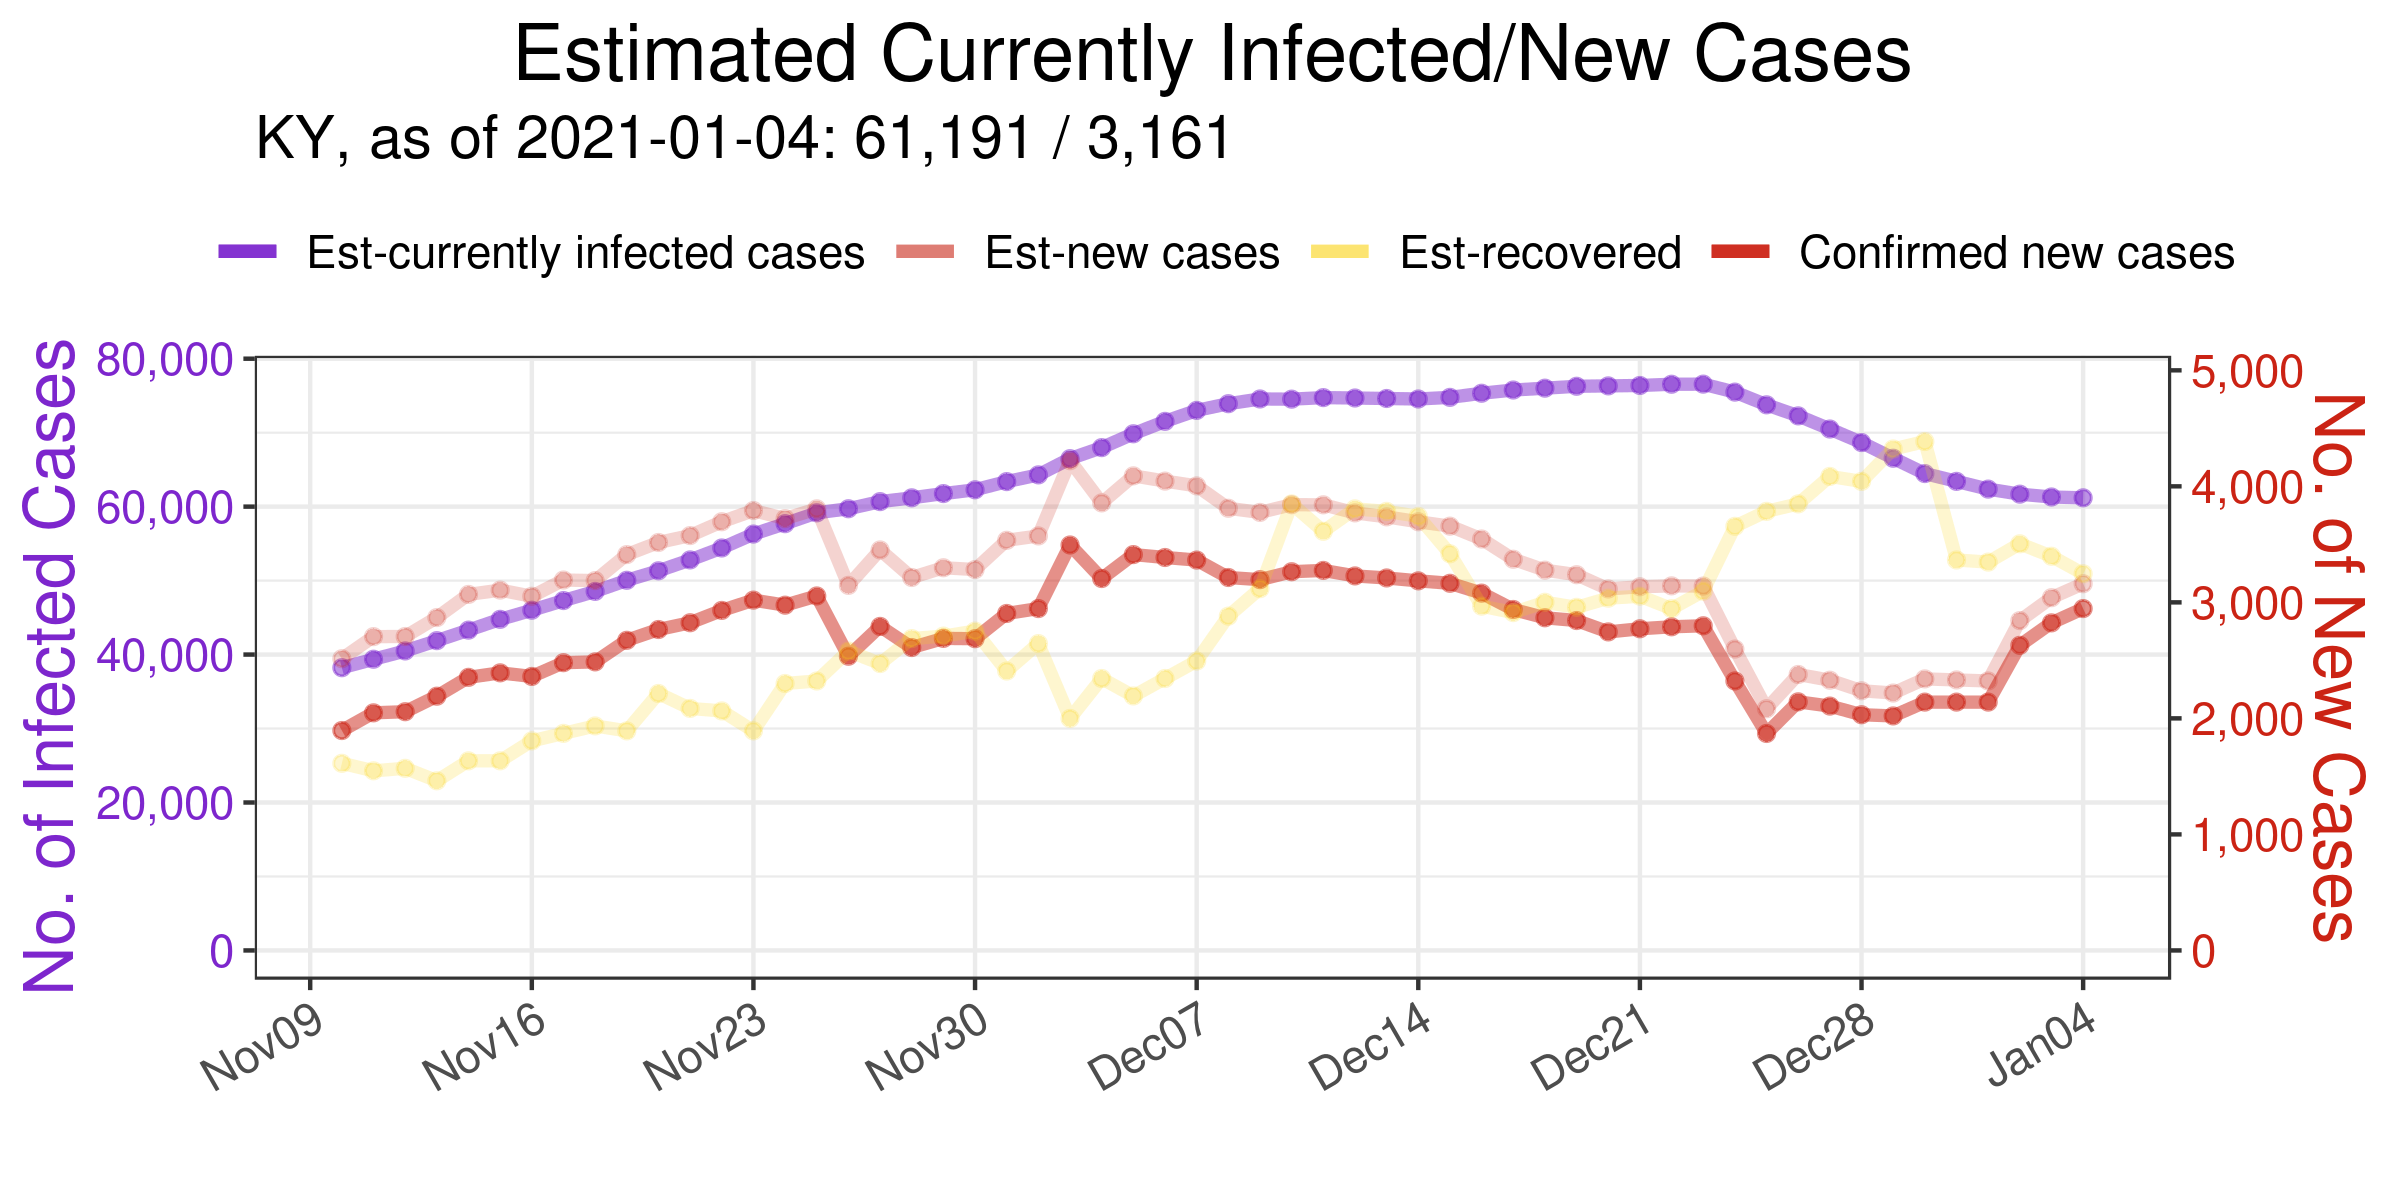 Estimated Currently Infected/New Cases
KY, as of 2021-01-04: 61,191 / 3,161
Est-currently infected cases Est-new cases Est-recovered Confirmed new cases
No. of Infected Cases
80,000
60,000
40,000
20,000
0
5,000
4,000
3,000
2,000
1,000
0
No. of New Cases
Nov09 Nov16 Nov23 Nov30 Dec07 Dec14 Dec21 Dec28 Jan04